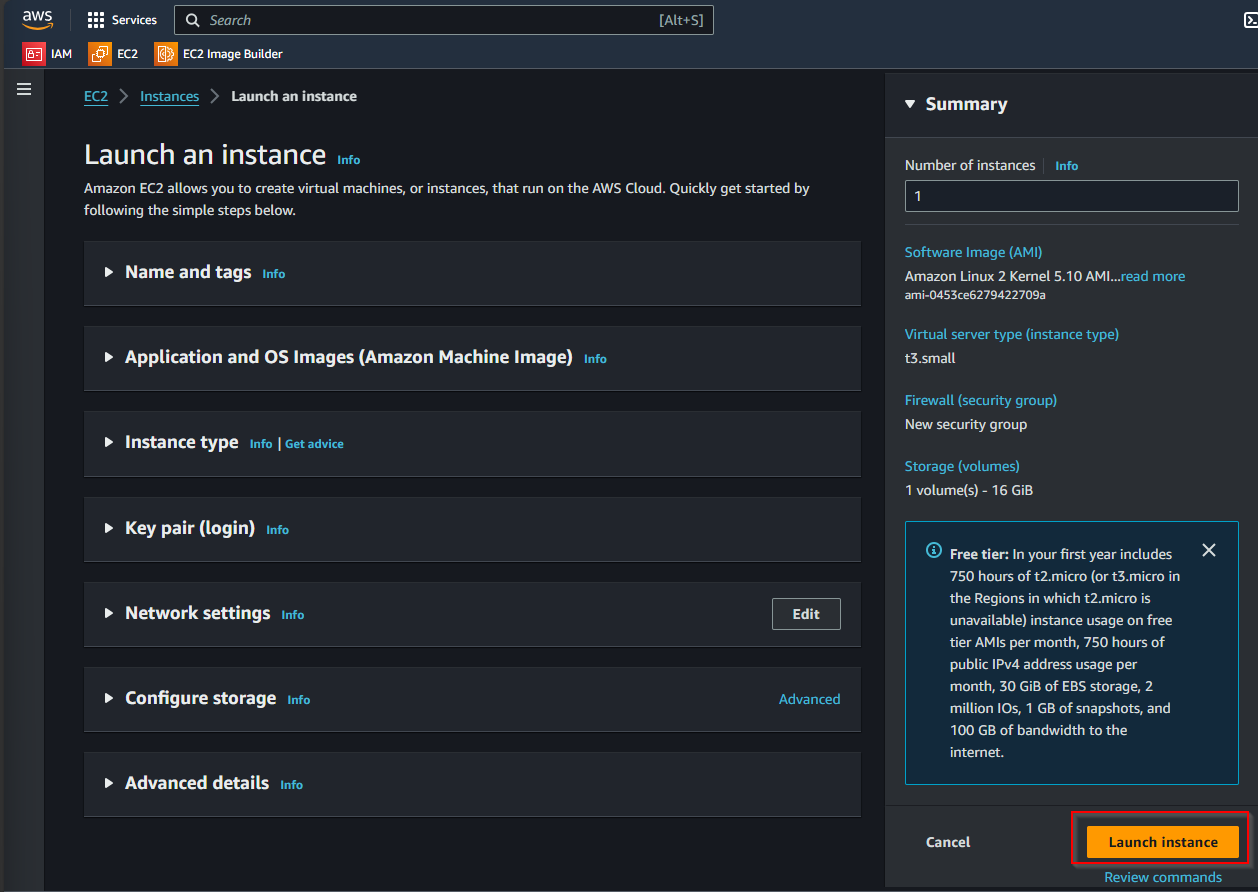 aws
Services
Search
[Alt+S]
IAM
EC2
EC2 Image Builder
EC2
Instances
Launch an instance
Launch an instance Info
Amazon EC2 allows you to create virtual machines, or instances, that run on the AWS Cloud. Quickly get started by
following the simple steps below.
Name and tags Info
Application and OS Images (Amazon Machine Image) Info
Instance type Info | Get advice
Key pair (login) Info
Network settings Info
Edit
Configure storage Info
Advanced
Advanced details Info
Summary
Number of instances Info
1
Software Image (AMI)
Amazon Linux 2 Kernel 5.10 AMI...read more
ami-0453ce6279422709a
Virtual server type (instance type)
t3.small
Firewall (security group)
New security group
Storage (volumes)
1 volume(s) - 16 GiB
Free tier: In your first year includes
750 hours of t2.micro (or t3.micro in
the Regions in which t2.micro is
unavailable) instance usage on free
tier AMIs per month, 750 hours of
public IPv4 address usage per
month, 30 GiB of EBS storage, 2
million IOs, 1 GB of snapshots, and
100 GB of bandwidth to the
internet.
Cancel
Launch instance
Review commands